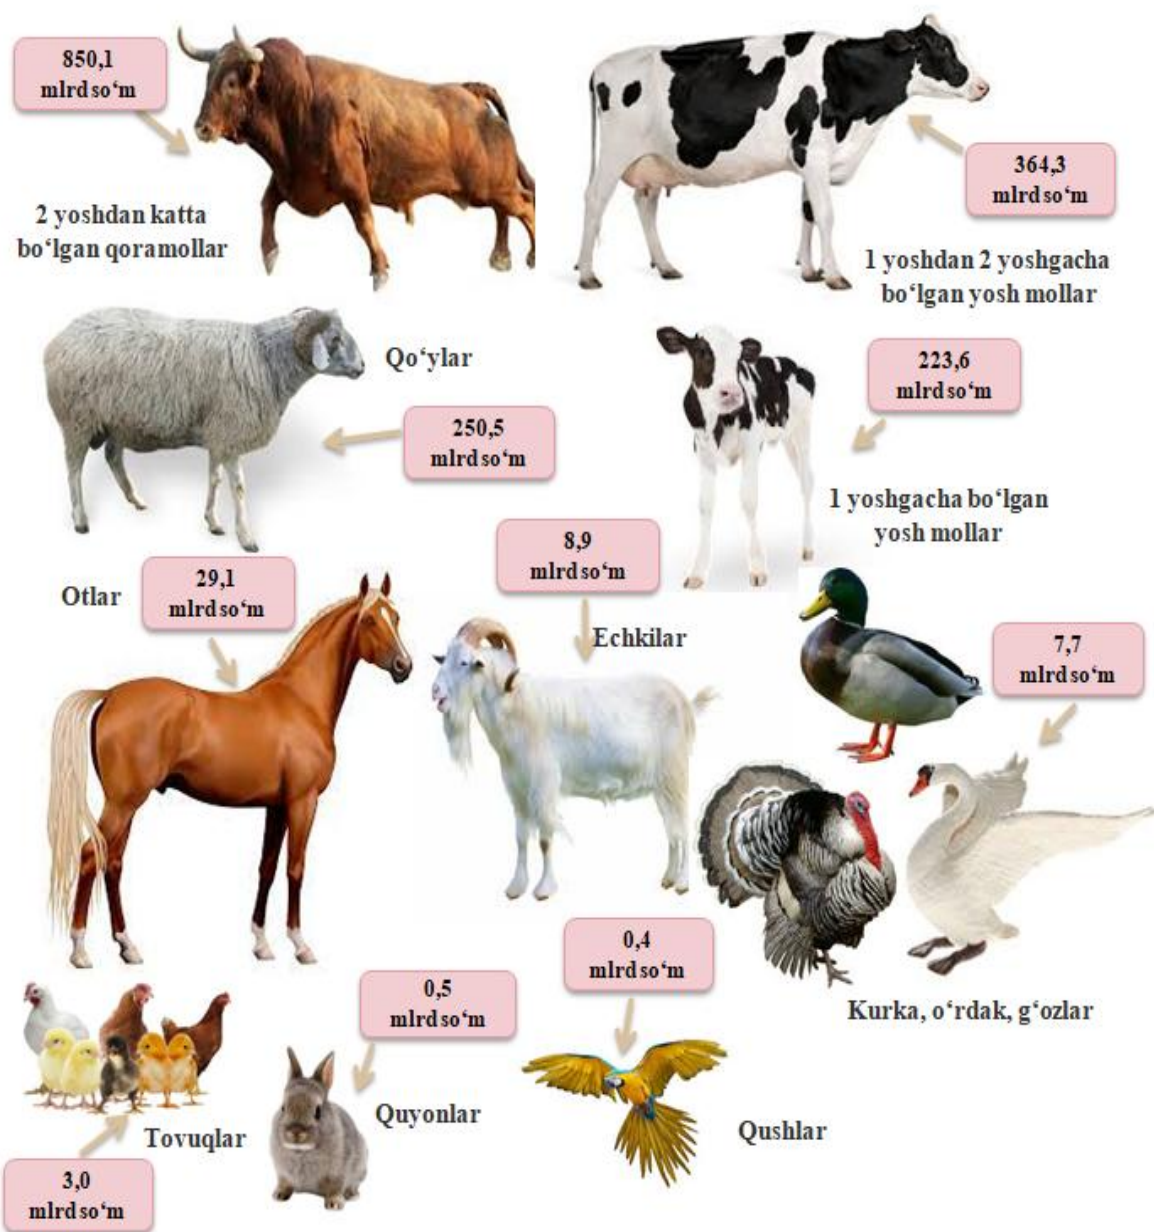 850,1
mlrd so‘m
2 yoshdan katta
bo‘lgan qoramollar
364,3
mlrd so‘m
1 yoshdan 2 yoshgacha
bo‘lgan yosh mollar
Qo‘ylar
250,5
mlrd so‘m
223,6
mlrd so‘m
1 yoshgacha bo‘lgan
yosh mollar
Otlar
29,1
mlrd so‘m
8,9
mlrd so‘m
Echkilar
7,7
mlrd so‘m
Kurka, o‘rdak, g‘ozlar
Tovuqlar
3,0
mlrd so‘m
0,5
mlrd so‘m
Quyonlar
0,4
mlrd so‘m
Qushlar